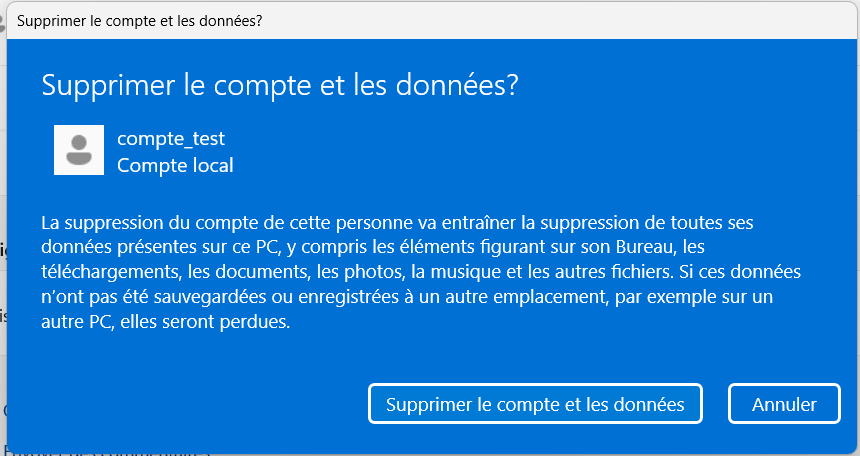 Supprimer le compte et les données?
Supprimer le compte et les données?
compte_test
Compte local
La suppression du compte de cette personne va entraîner la suppression de toutes ses
données présentes sur ce PC, y compris les éléments figurant sur son Bureau, les
téléchargements, les documents, les photos, la musique et les autres fichiers. Si ces données
n’ont pas été sauvegardées ou enregistrées à un autre emplacement, par exemple sur un
autre PC, elles seront perdues.
Supprimer le compte et les données
Annuler